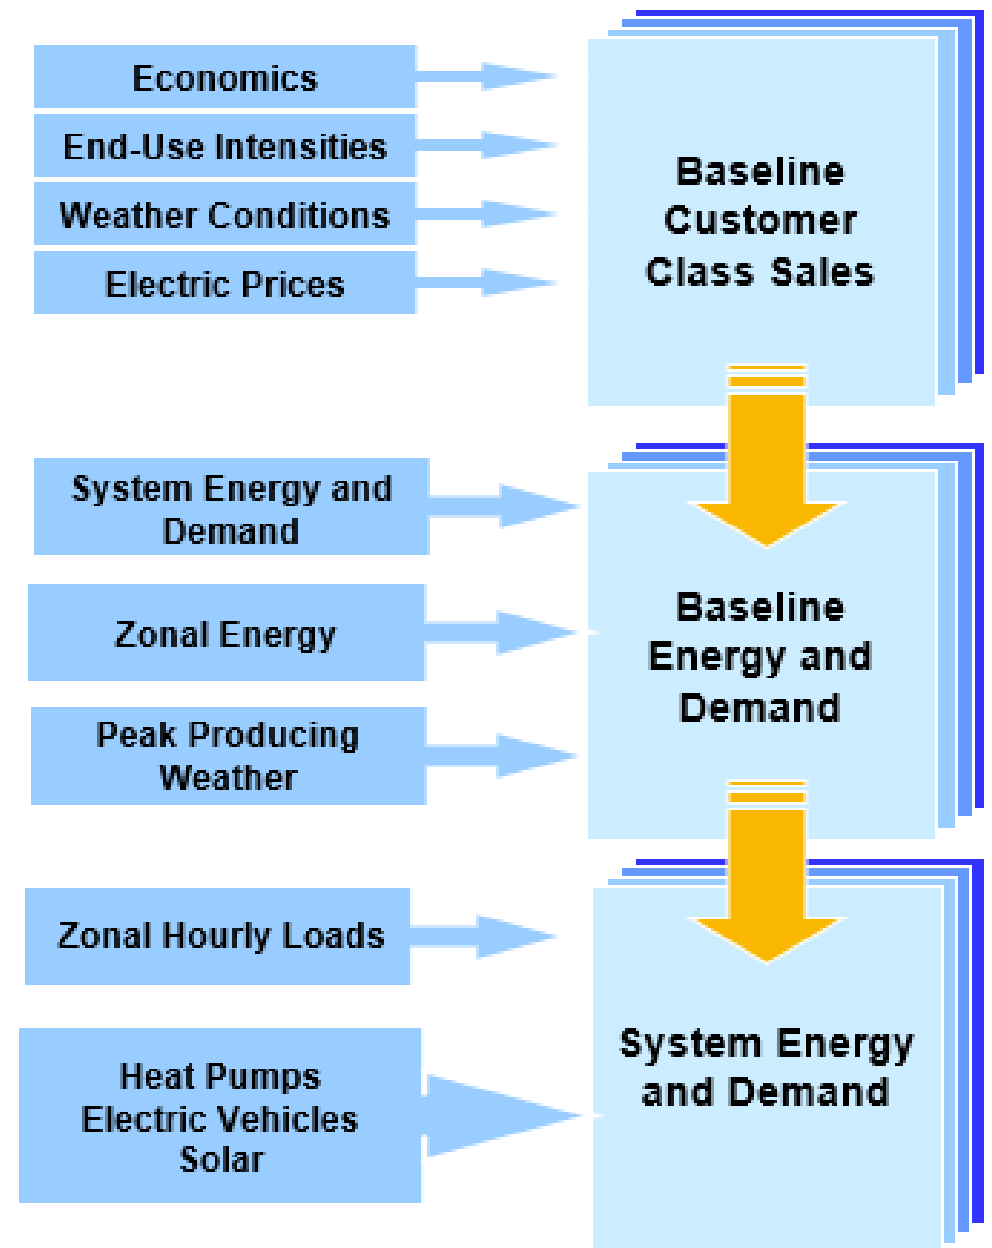 Economics
End-Use Intensities
Weather Conditions
Electric Prices
Baseline
Customer
Class Sales
System Energy and
Demand
Zonal Energy
Peak Producing
Weather
Baseline
Energy and
Demand
Zonal Hourly Loads
Heat Pumps
Electric Vehicles
Solar
System Energy
and Demand